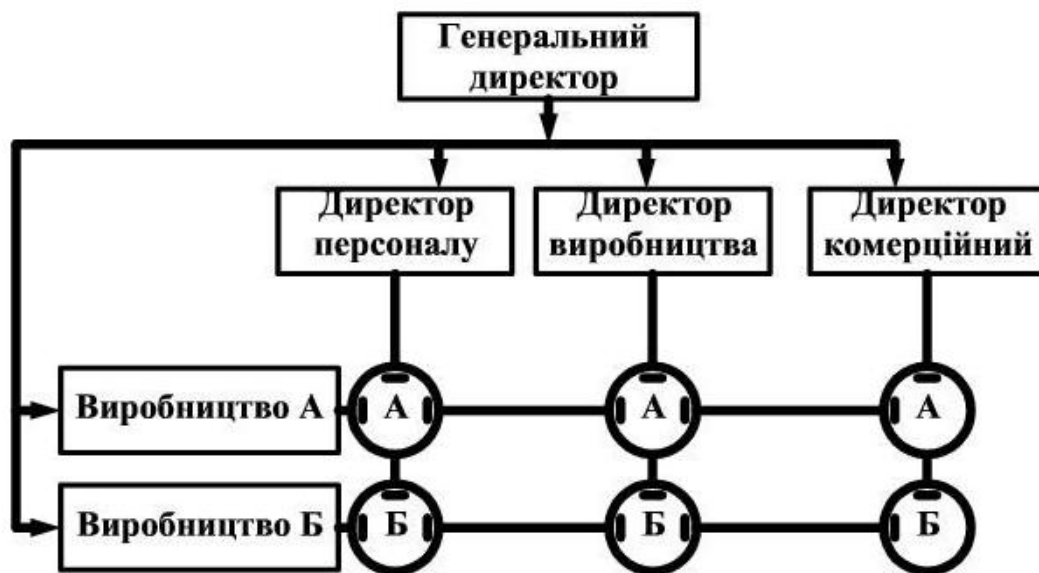 Генеральний
директор
Директор
персоналу
Директор
виробництва
Директор
комерційний
Виробництво А
А
А
А
Виробництво Б
Б
Б
Б